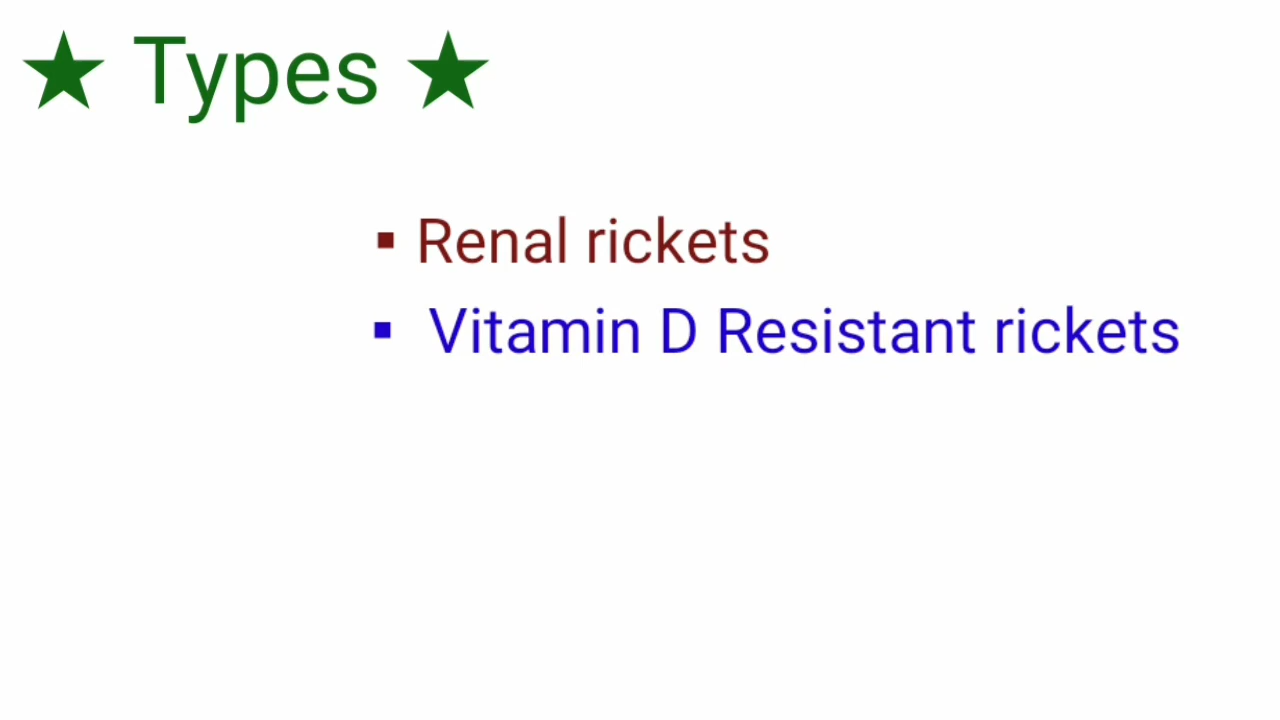 ★ Types ★
▪ Renal rickets
▪ Vitamin D Resistant rickets